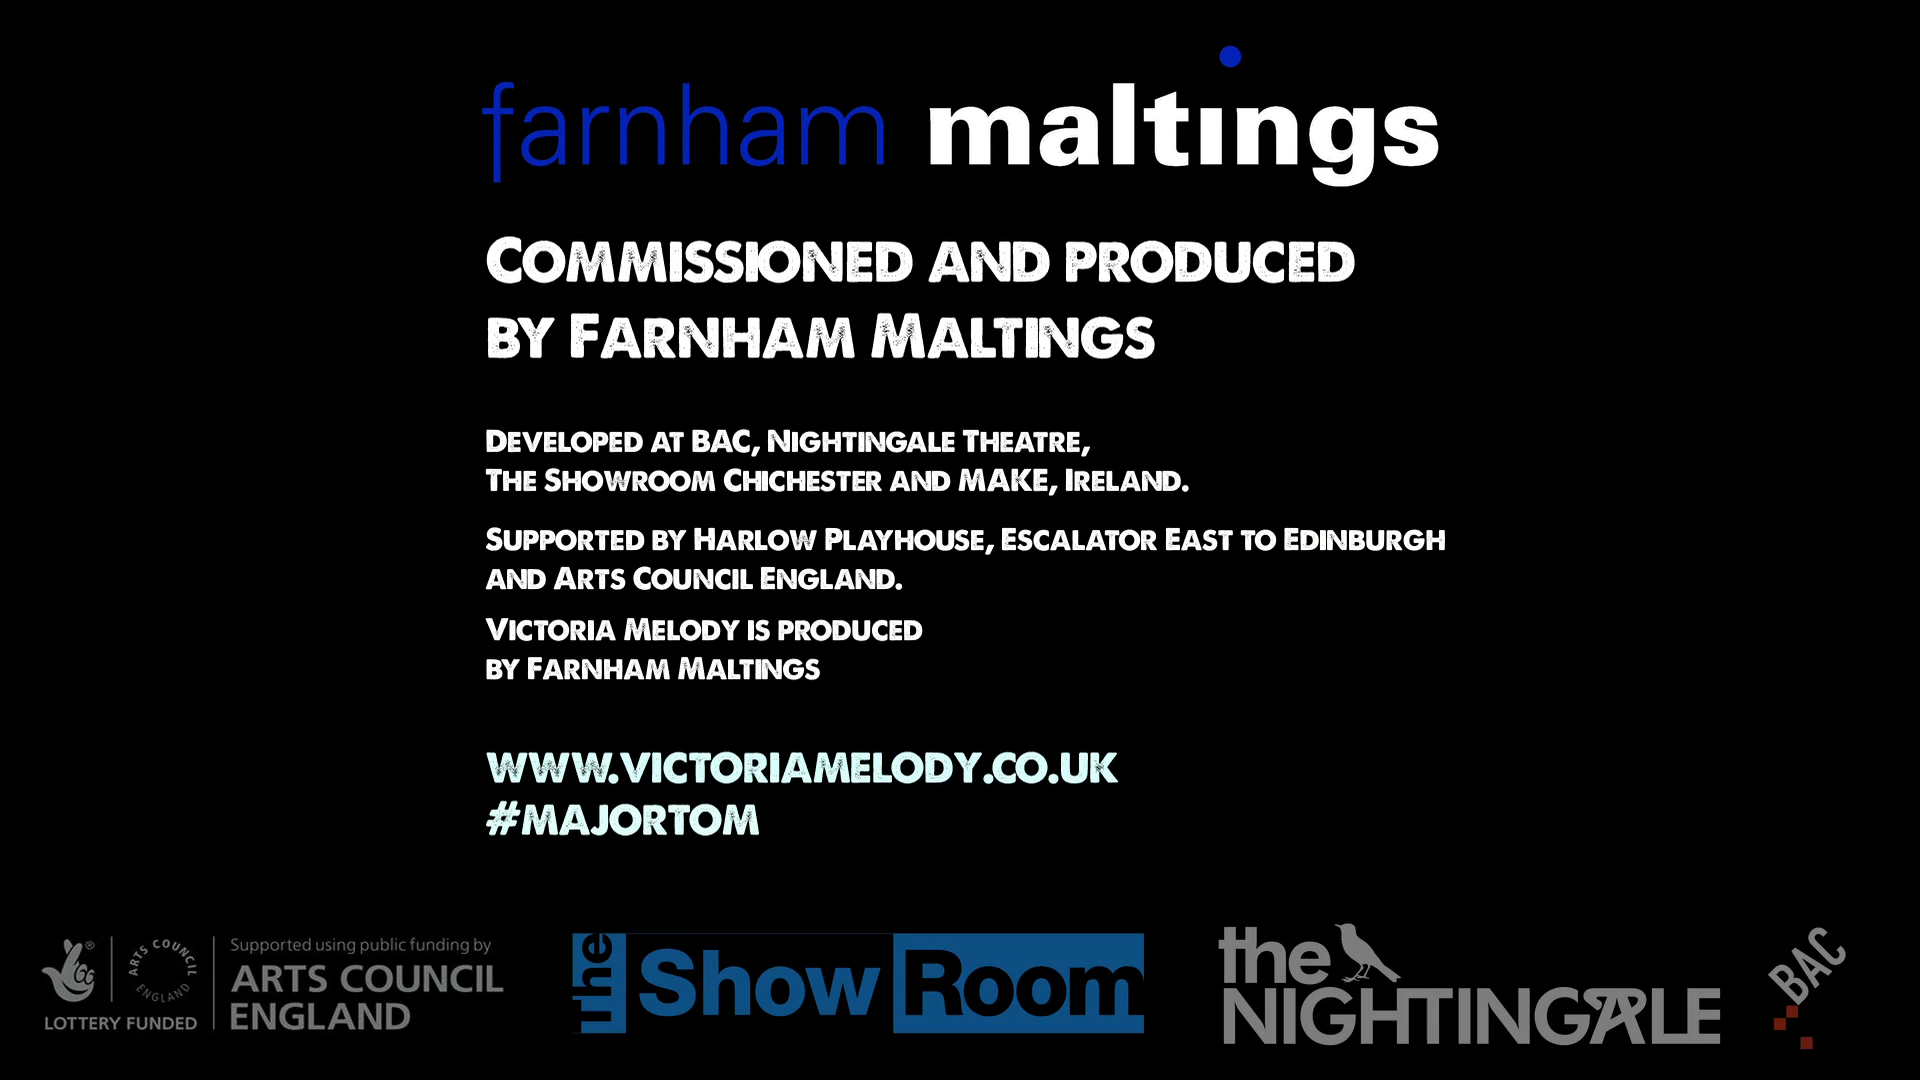 farnham maltings
COMMISSIONED AND PRODUCED
BY FARNHAM MALTINGS
DEVELOPED AT BAC, NIGHTINGALE THEATRE,
THE SHOWROOM CHICHESTER AND MAKE, IRELAND.
SUPPORTED BY HARLOW PLAYHOUSE, ESCALATOR EAST TO EDINBURGH
AND ARTS COUNCIL ENGLAND.
VICTORIA MELODY IS PRODUCED
BY FARNHAM MALTINGS
WWW.VICTORIAMELODY.CO.UK
#MAJORTOM
®
LOTTERY FUNDED
ARTS COUNCIL
ENGLAND
Supported using public funding by
ARTS COUNCIL
ENGLAND
the Show Room
the
NIGHTINGALE
BAC